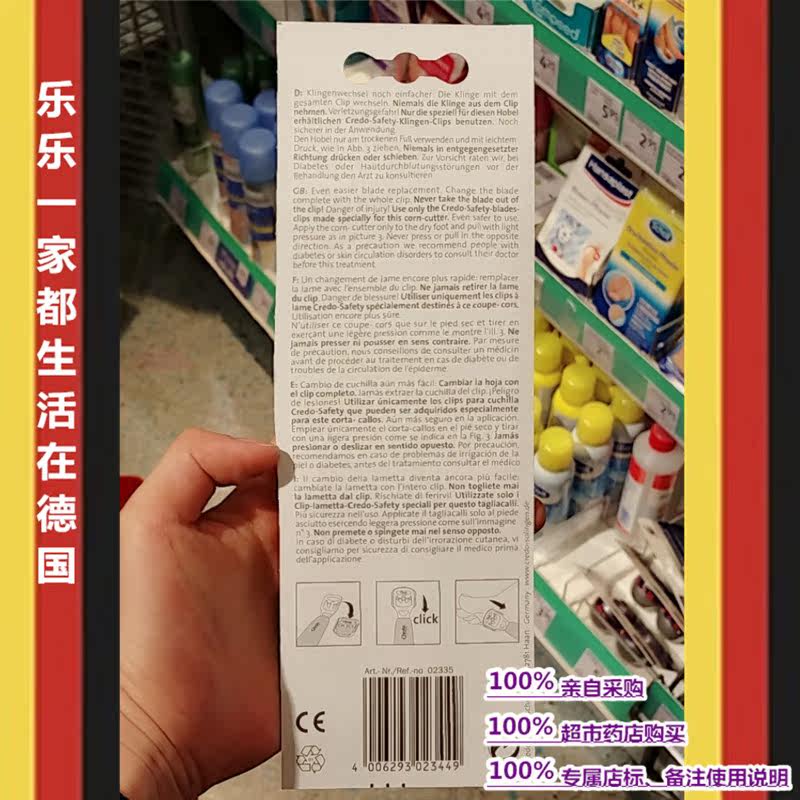 乐乐一家都生活在德国
D: Klingenwechsel noch einfacher. Die Klinge mit dem
gesamten Clip wechseln. Niemals die Klinge aus dem Clip
nehmen. Verletzungsgefahr! Nur die speziell für diesen Hobel
erhältlichen Credo-Safety-Klingen-Clips benutzen. Noch
sicherer in der Anwendung.
Den Hobel nur am trockenen Fuß verwenden und mit leichtem
Druck, wie in Abb. 3 ziehen, Niemals in entgegengesetzter
Richtung drücken oder schieben. Zur Vorsicht raten wir, bei
Diabetes oder Hautdurchblutungsstörungen vor der
Behandlung den Arzt zu konsultieren.
GB: Even easier blade replacement. Change the blade
complete with the whole clip. Never take the blade out of
the clip! Danger of injury! Use only the Credo-Safety-blades-
clips made specially for this corn-cutter. Even safer to use.
Apply the corn- cutter only to the dry foot and pull with light
pressure as in picture 3. Never press or pull in the opposite
direction. As a precaution we recommend people with
diabetes or skin circulation disorders to consult their doctor
before this treatment.
F: Un changement de lame encore plus rapide: remplacer
la lame avec l'ensemble du clip. Ne jamais retirer la lame
du clip. Danger de blessure! Utiliser uniquement les clips à
lame Credo-Safety spécialement destinés à ce coupe- cors.
Utilisation encore plus sûre.
N'utiliser ce coupe- cors que sur le pied sec et tirer en
exerçant une légère pression comme le montre l'ill. 3. Ne
jamais presser ni pousser en sens contraire. Par mesure
de précaution, nous conseillons de consulter un médecin
avant de procéder au traitement en cas de diabète ou de
troubles de la circulation de l'épiderme.
E: Cambio de cuchilla aún más fácil: Cambiar la hoja con
el clip completo. Jamás extraer la cuchilla del clip. ¡Peligro
de lesiones! Utilizar únicamente los clips para cuchilla
Credo-Safety que pueden ser adquiridos especialmente
para este corta- callos. Aún más seguro en la aplicación.
Emplear únicamente el corta-callos en el pié seco y tirar
con una ligera presión como se indica en la Fig. 3. Jamás
presionar o deslizar en sentido opuesto. Por precaución,
recomendamos en caso de problemas de irrigación de la
piel o diabetes, antes del tratamiento consultar el médico
I: Il cambio della lametta diventa ancora più facile:
cambiate la lametta con l'intero clip. Non togliete mai
la lametta dal clip. Rischiate di ferirvi! Utilizzate solo i
Clip-lametta-Credo-Safety speciali per questo tagliacalli.
Più sicurezza nell'uso. Applicate il tagliacalli solo al piede
asciutto esercendo leggera pressione come sull'immagine
n° 3. Non premete o spingete mai nel senso opposto.
In caso di diabete o disturbi dell'irrorazione cutanea, vi
consigliamo per sicurezza di consigliare il medico prima
dell'applicazione.
click
Haan · Germany · www.credo-solingen.de
Art.- Nr./Ref.-no 02335
CE
4 006293 023449
Hansaplast
Scholl
100% 亲自采购
100% 超市药店购买
100% 专属店标、备注使用说明